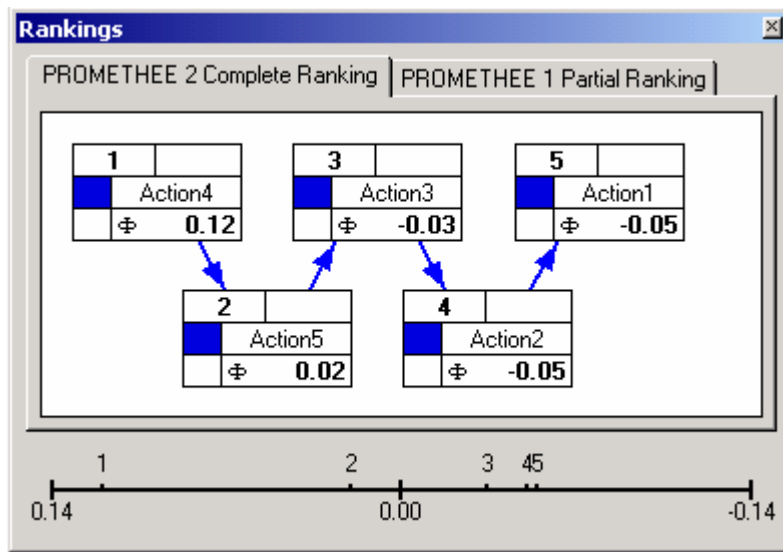 Rankings
PROMETHEE 2 Complete Ranking PROMETHEE 1 Partial Ranking
1 3 5
Action4 Action3 Action1
Φ 0.12 Φ -0.03 Φ -0.05
2 4
Action5 Action2
Φ 0.02 Φ -0.05
1 2 3 45
0.14 0.00 -0.14